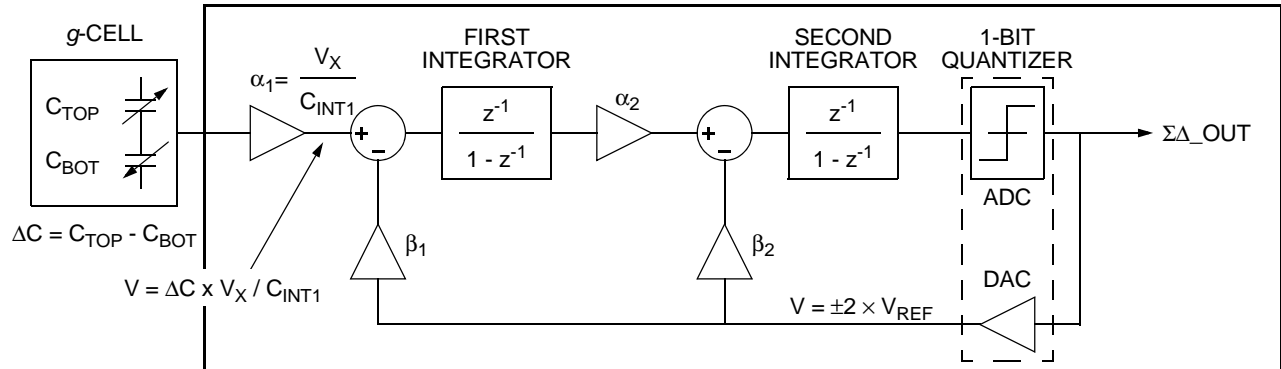 g-CELL
FIRST
INTEGRATOR
SECOND
INTEGRATOR
1-BIT
QUANTIZER
α1= VX / CINT1
CTOP
CBOT
α2
z-1
1 - z-1
z-1
1 - z-1
ΣΔ_OUT
ADC
ΔC = CTOP - CBOT
β1
β2
V = ΔC x VX / CINT1
DAC
V = ±2 × VREF